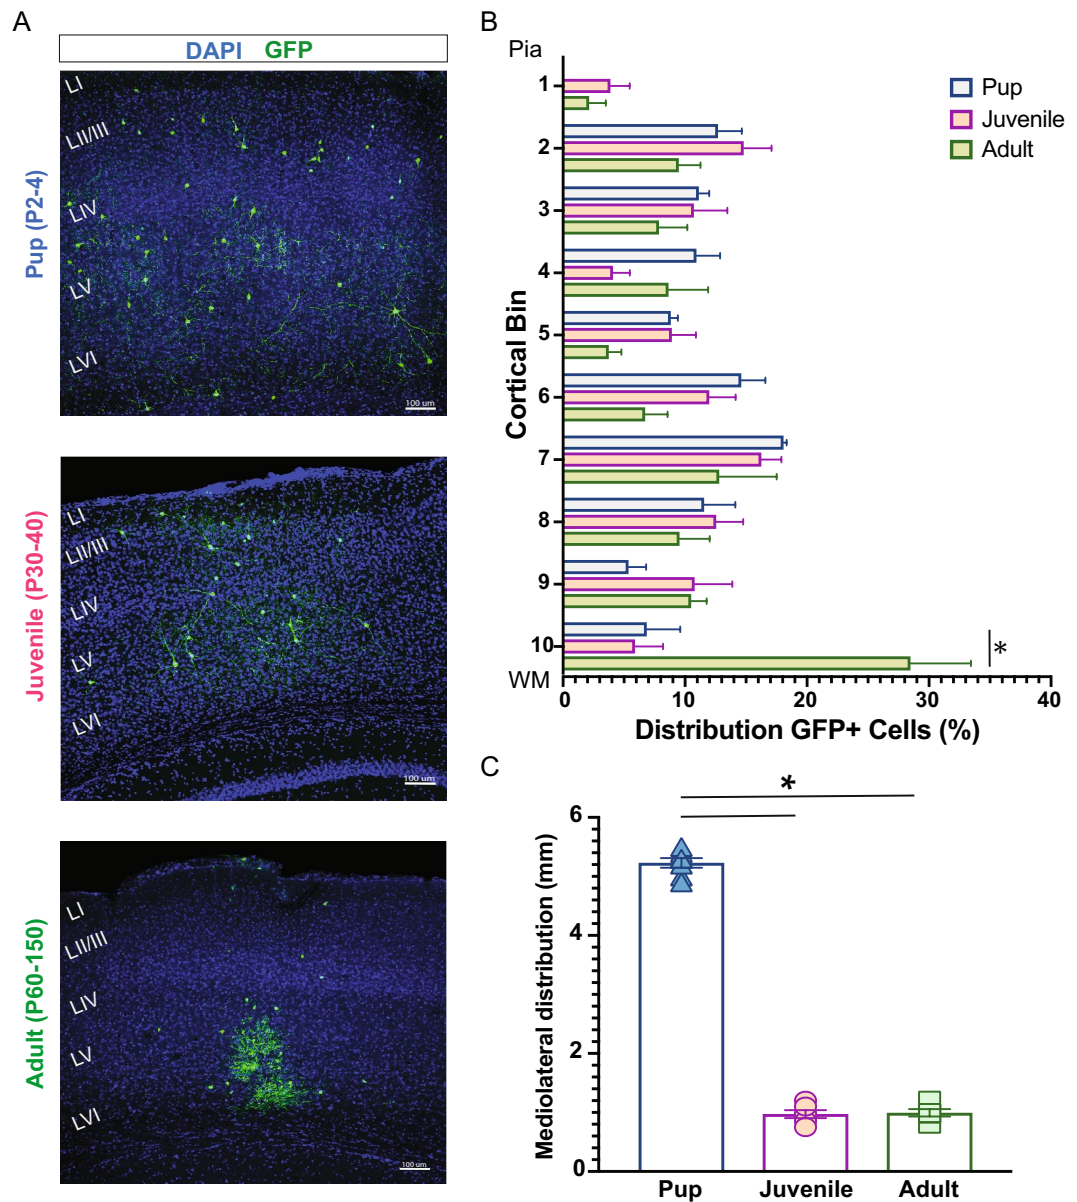 A
DAPI GFP
Pup (P2-4)
LI
LII/III
LIV
LV
LVI
100 um
Juvenile (P30-40)
LI
LII/III
LIV
LV
LVI
100 um
Adult (P60-150)
LI
LII/III
LIV
LV
LVI
100 um
B
Pia
Cortical Bin
1
2
3
4
5
6
7
8
9
10
WM
*
0 10 20 30 40
Distribution GFP+ Cells (%)
Pup
Juvenile
Adult
C
*
Mediolateral distribution (mm)
6
4
2
0
Pup Juvenile Adult